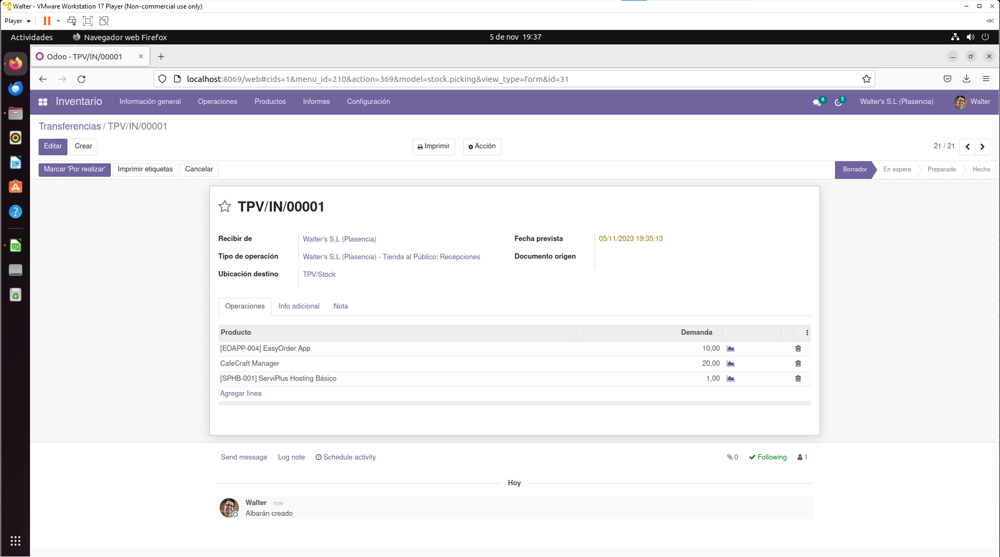 Walter - VMware Workstation 17 Player (Non-commercial use only)
Player
Actividades
Navegador web Firefox
5 de nov 19:37
Odoo - TPV/IN/00001
localhost:8069/web#cids=1&menu_id=210&action=369&model=stock.picking&view_type=form&id=31
Inventario
Información general
Operaciones
Productos
Informes
Configuración
6
5
Walter's S.L (Plasencia)
Walter
Transferencias / TPV/IN/00001
Editar
Crear
Imprimir
Acción
21 / 21
Marcar 'Por realizar'
Imprimir etiquetas
Cancelar
Borrador
En espera
Preparado
Hecho
TPV/IN/00001
Recibir de
Walter's S.L (Plasencia)
Fecha prevista
05/11/2023 19:35:13
Tipo de operación
Walter's S.L (Plasencia) - Tienda al Público: Recepciones
Documento origen
Ubicación destino
TPV/Stock
Operaciones
Info adicional
Nota
Producto
Demanda
[EOAPP-004] EasyOrder App
10,00
CafeCraft Manager
20,00
[SPHB-001] ServiPlus Hosting Básico
1,00
Agregar línea
Send message
Log note
Schedule activity
0
Following
1
Hoy
Walter - now
Albarán creado